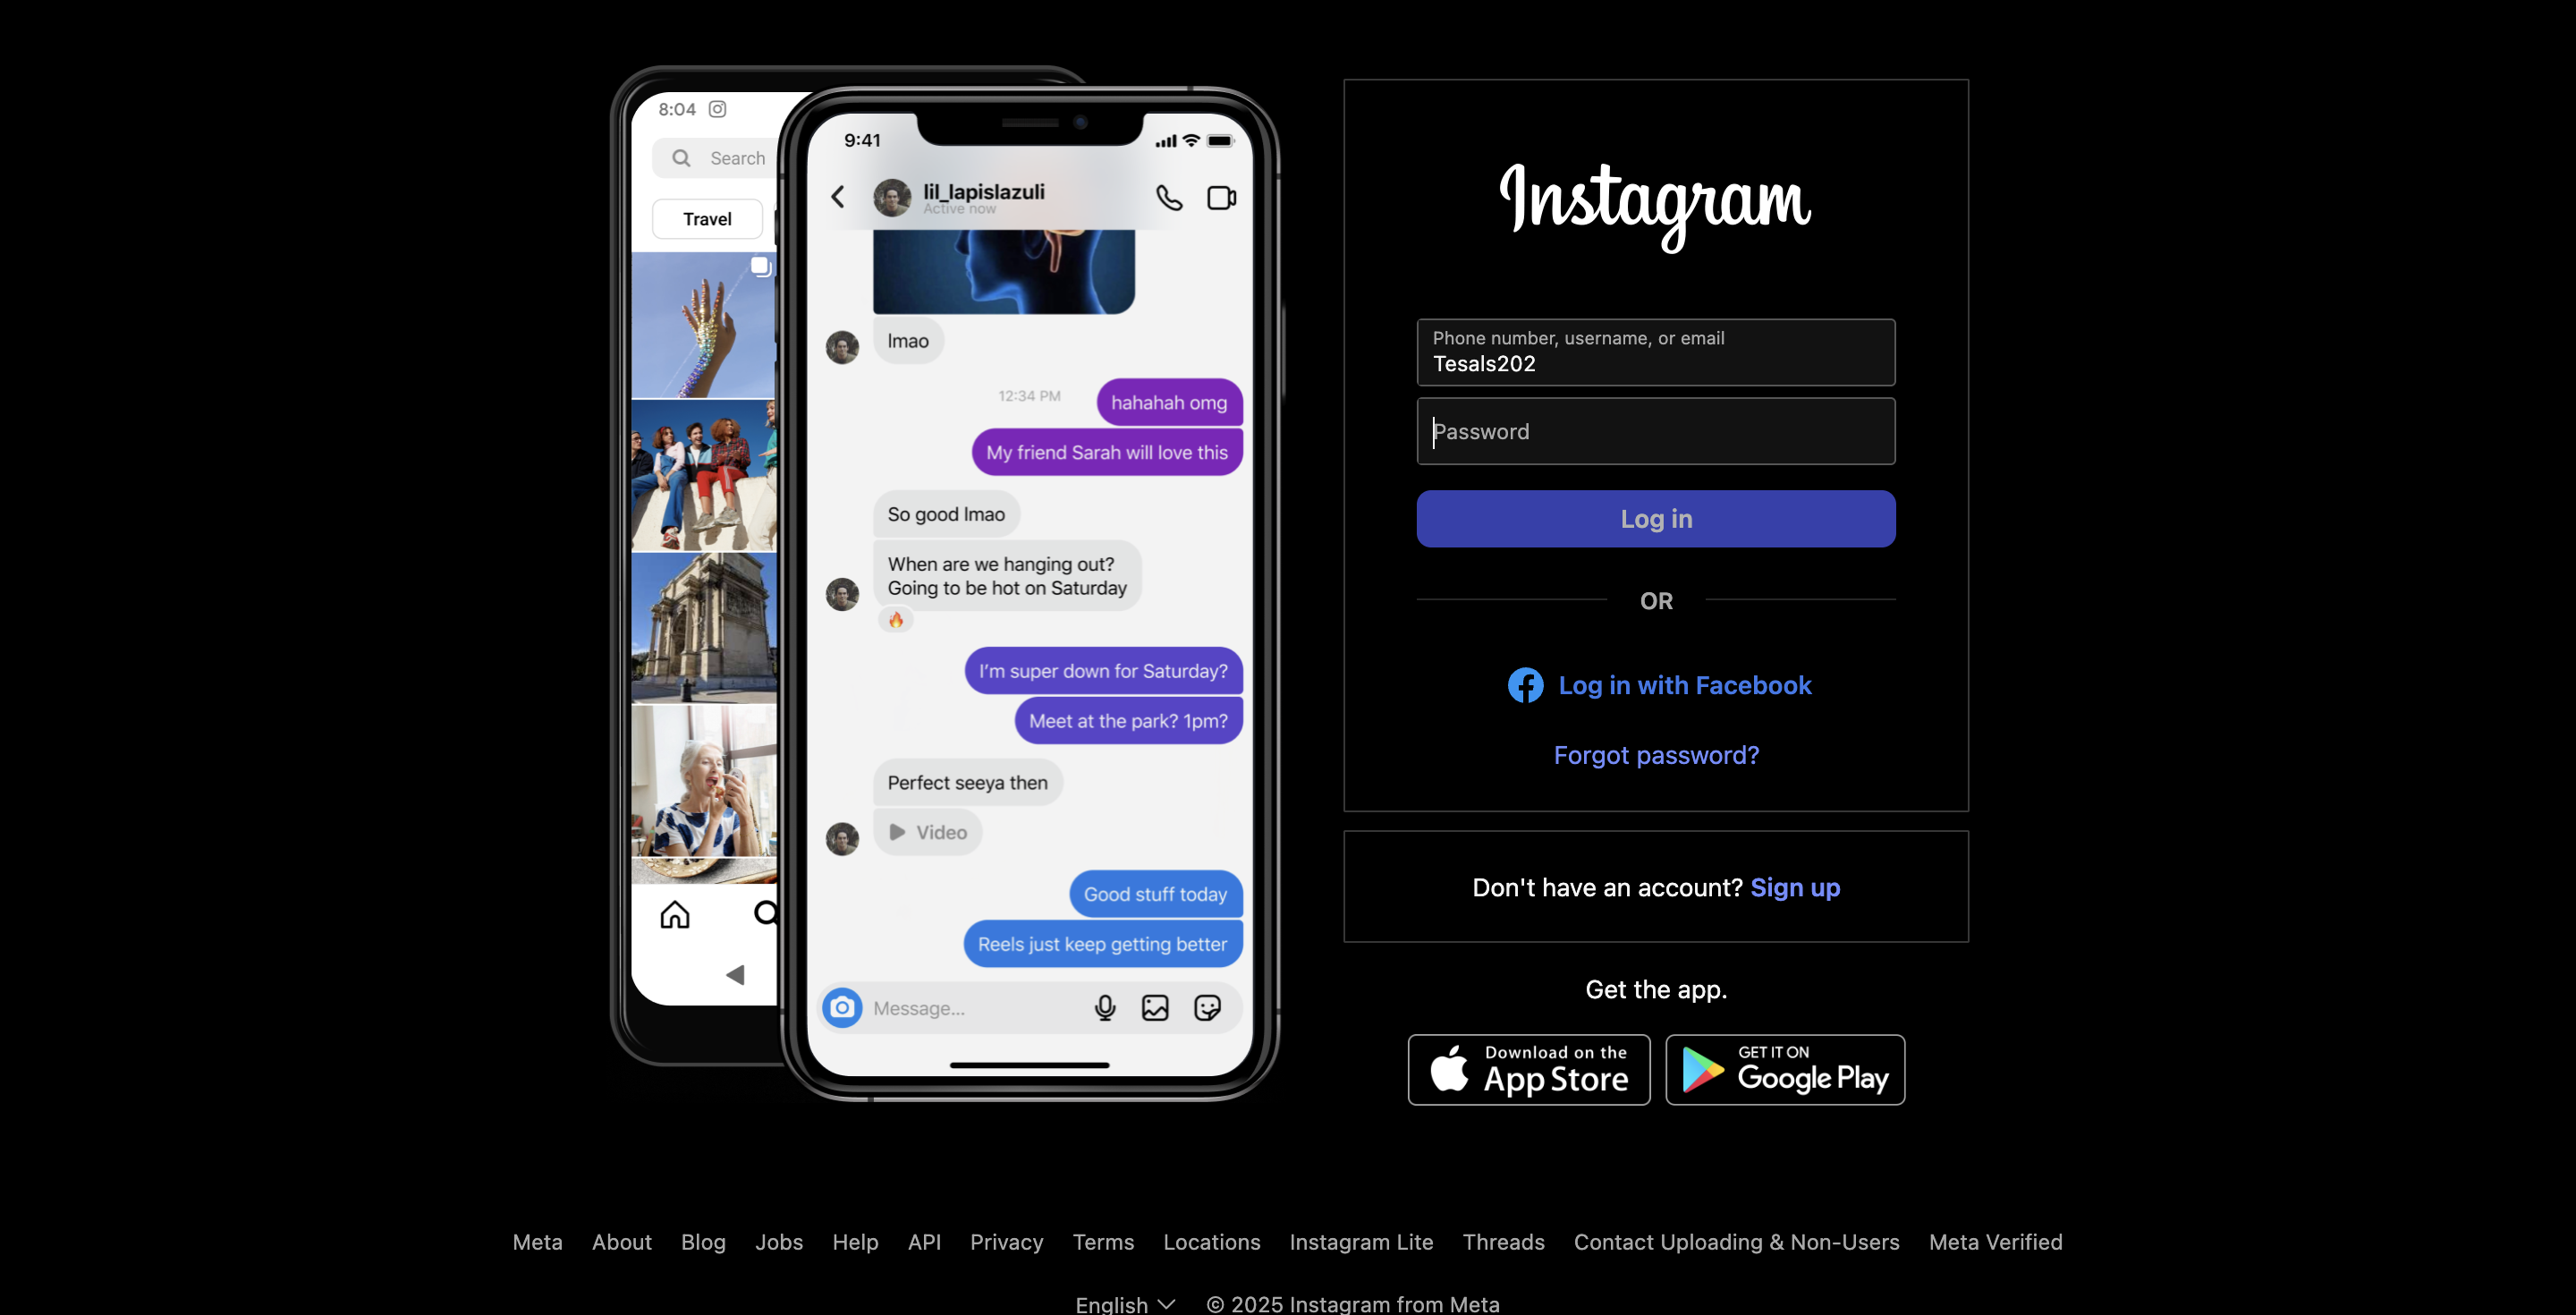 8:04
Search
Travel
9:41
lil_lapislazuli
Active now
lmao
12:34 PM
hahahah omg
My friend Sarah will love this
So good lmao
When are we hanging out?
Going to be hot on Saturday
🔥
I'm super down for Saturday?
Meet at the park? 1pm?
Perfect seeya then
Video
Good stuff today
Reels just keep getting better
Message...
Instagram
Phone number, username, or email
Tesals202
Password
Log in
OR
Log in with Facebook
Forgot password?
Don't have an account? Sign up
Get the app.
Download on the
App Store
GET IT ON
Google Play
Meta About Blog Jobs Help API Privacy Terms Locations Instagram Lite Threads Contact Uploading & Non-Users Meta Verified
English © 2025 Instagram from Meta